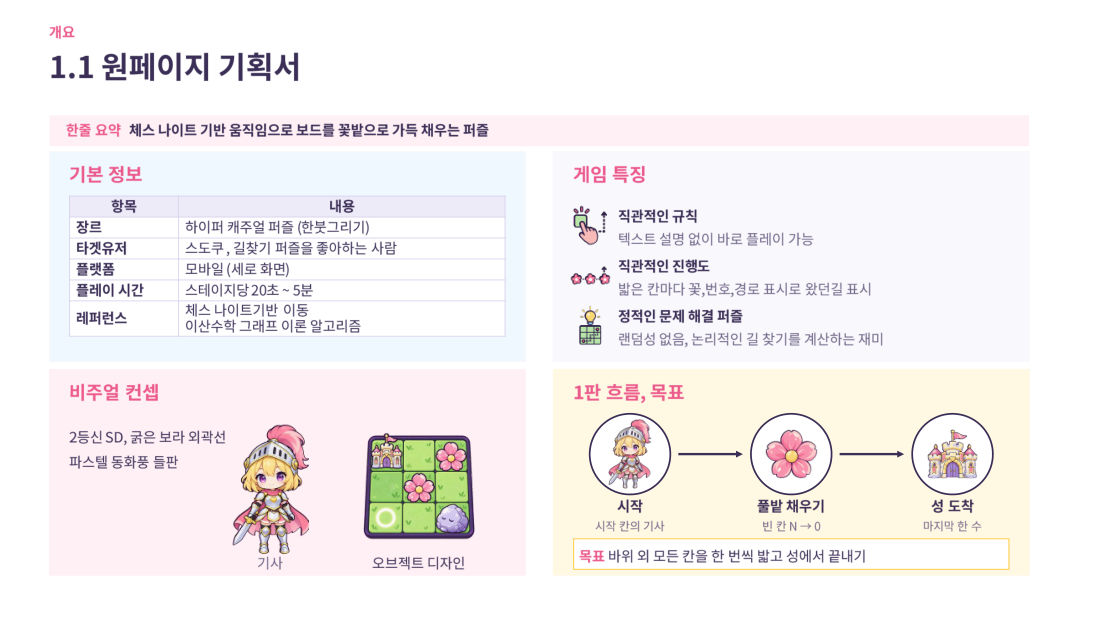 개요
1.1 원페이지 기획서
한줄 요약 체스 나이트 기반 움직임으로 보드를 꽃밭으로 가득 채우는 퍼즐
기본 정보
항목 내용
장르 하이퍼 캐주얼 퍼즐 (한붓그리기)
타겟유저 스도쿠, 길찾기 퍼즐을 좋아하는 사람
플랫폼 모바일 (세로 화면)
플레이 시간 스테이지당 20초 ~ 5분
레퍼런스 체스 나이트기반 이동
이산수학 그래프 이론 알고리즘
게임 특징
직관적인 규칙
텍스트 설명 없이 바로 플레이 가능
직관적인 진행도
밟은 칸마다 꽃,번호,경로 표시로 왔던길 표시
정적인 문제 해결 퍼즐
랜덤성 없음, 논리적인 길 찾기를 계산하는 재미
비주얼 컨셉
2등신 SD, 굵은 보라 외곽선
파스텔 동화풍 들판
기사
오브젝트 디자인
1판 흐름, 목표
시작
시작 칸의 기사
풀밭 채우기
빈 칸 N → 0
성 도착
마지막 한 수
목표 바위 외 모든 칸을 한 번씩 밟고 성에서 끝내기